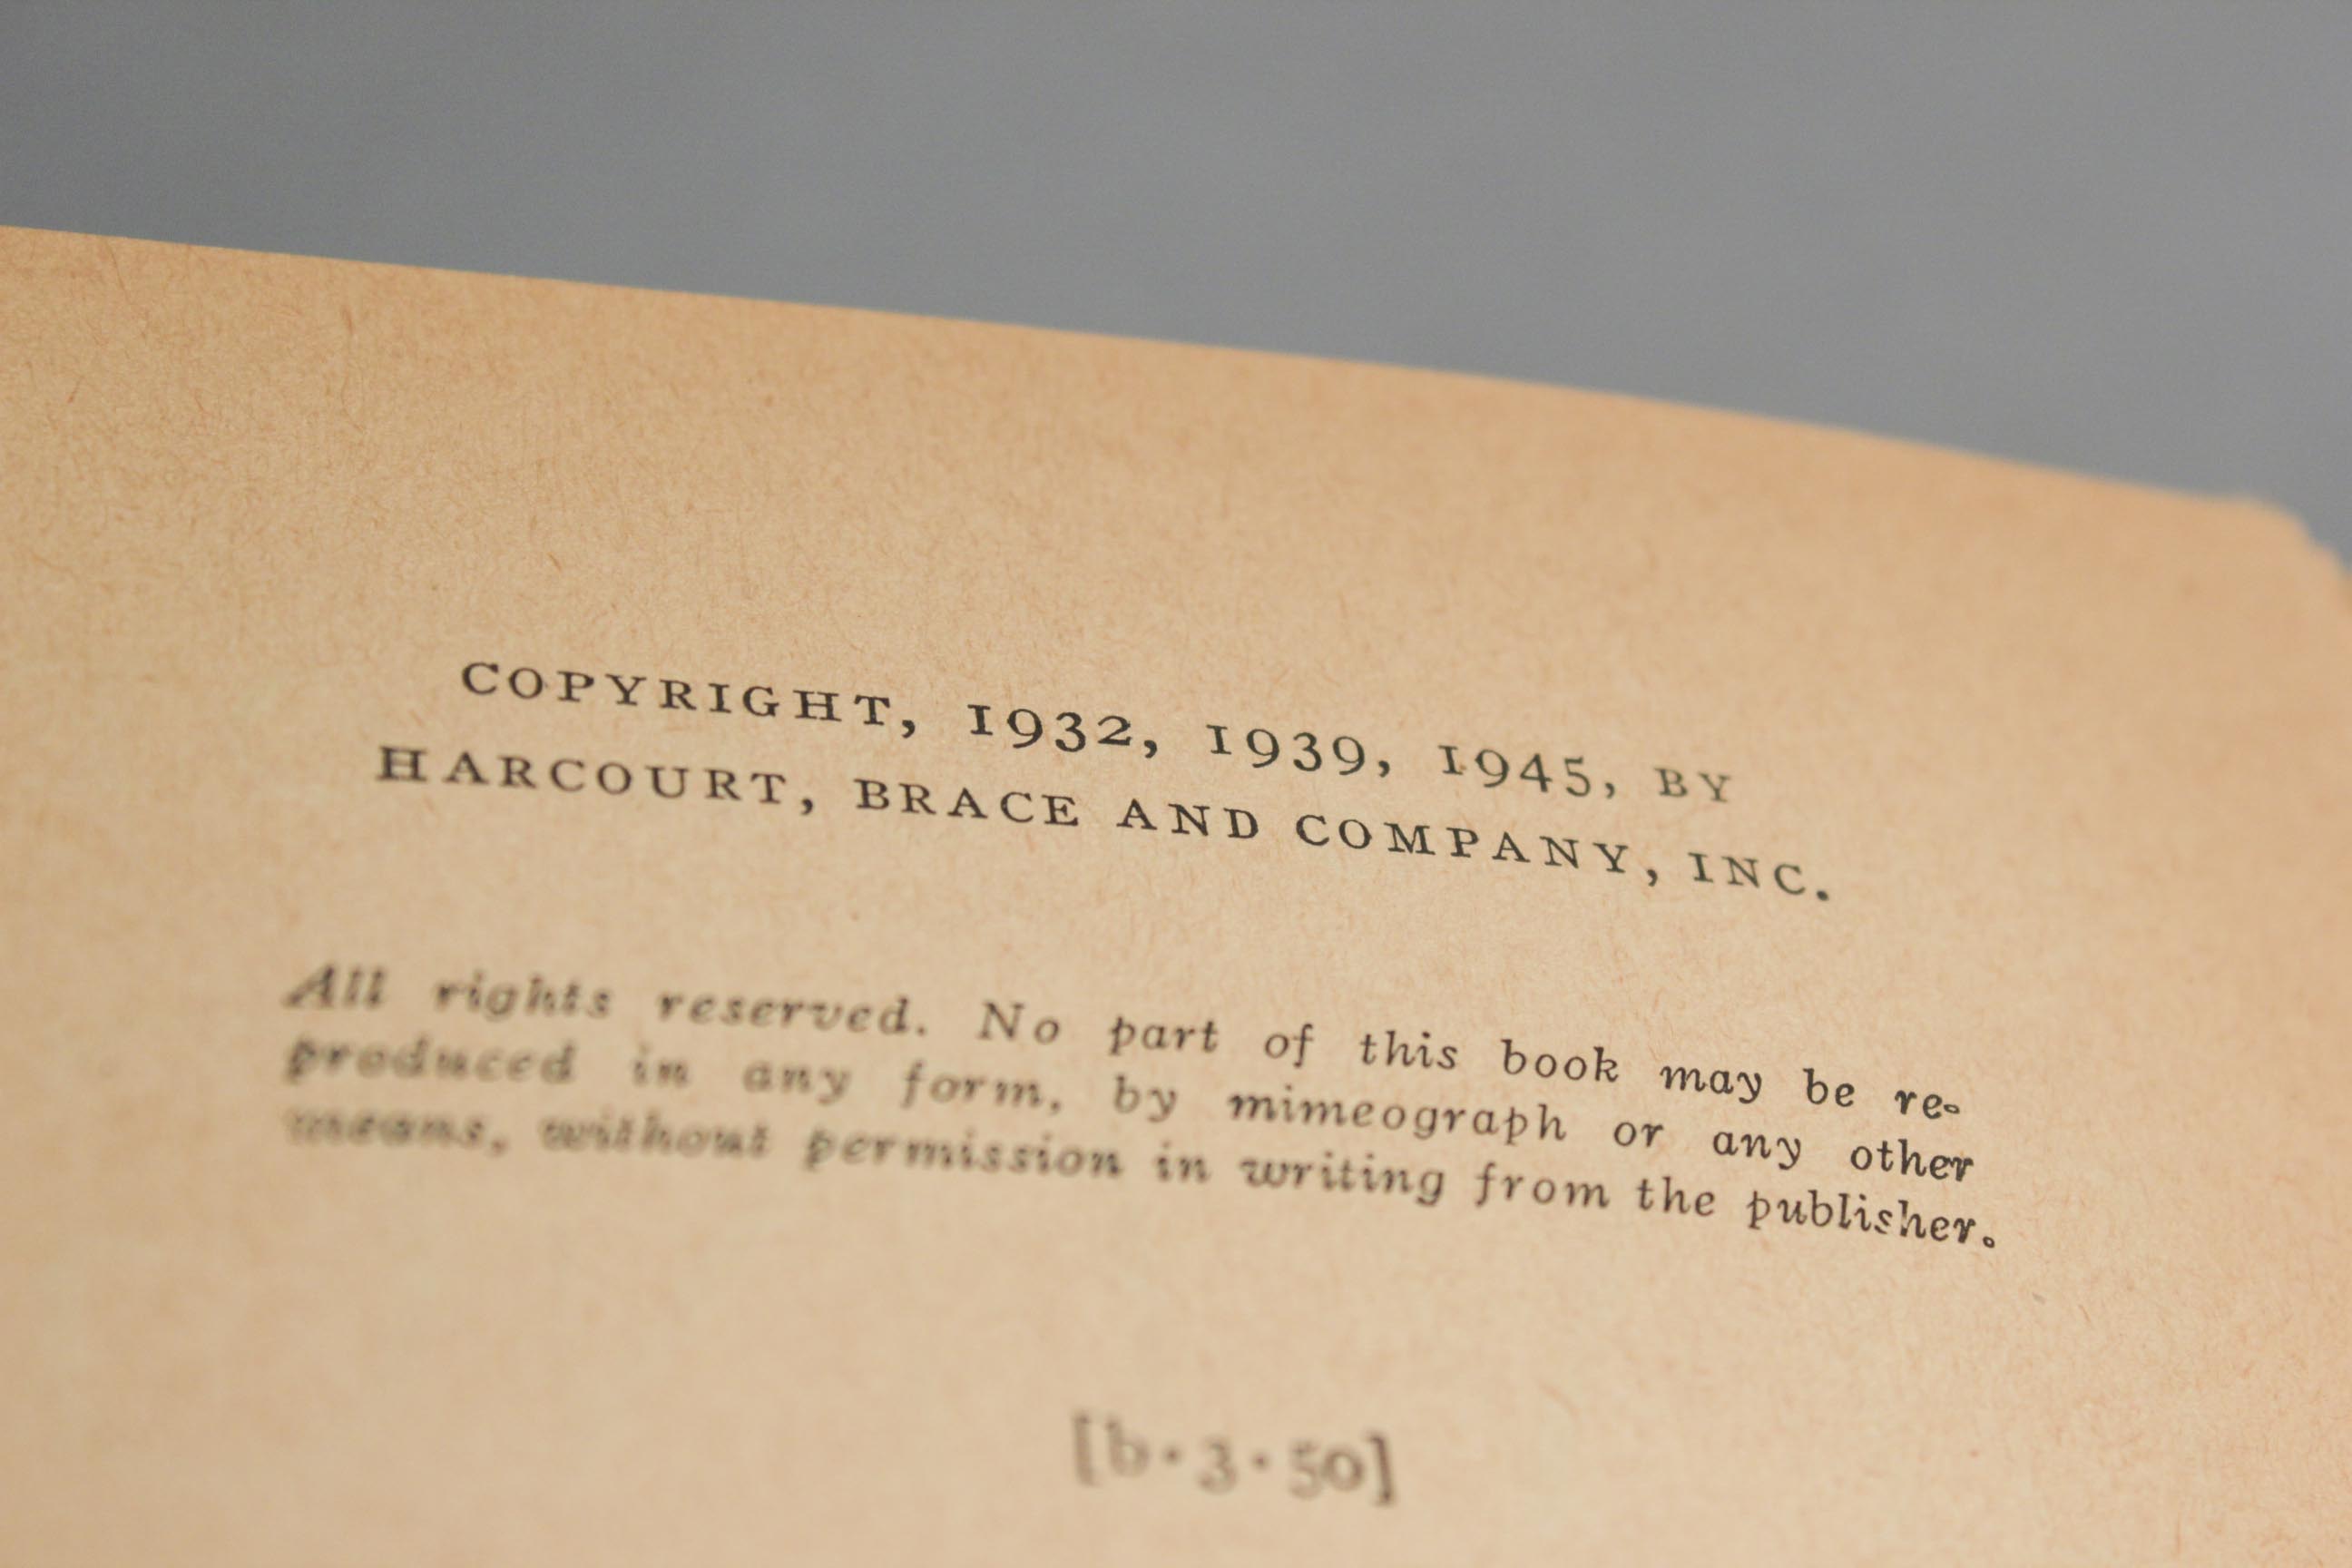 COPYRIGHT, 1932, 1939, 1945, BY
HARCOURT, BRACE AND COMPANY, INC.
All rights reserved. No part of this book may be re-
produced in any form, by mimeograph or any other
means, without permission in writing from the publisher.
[b·3·50]